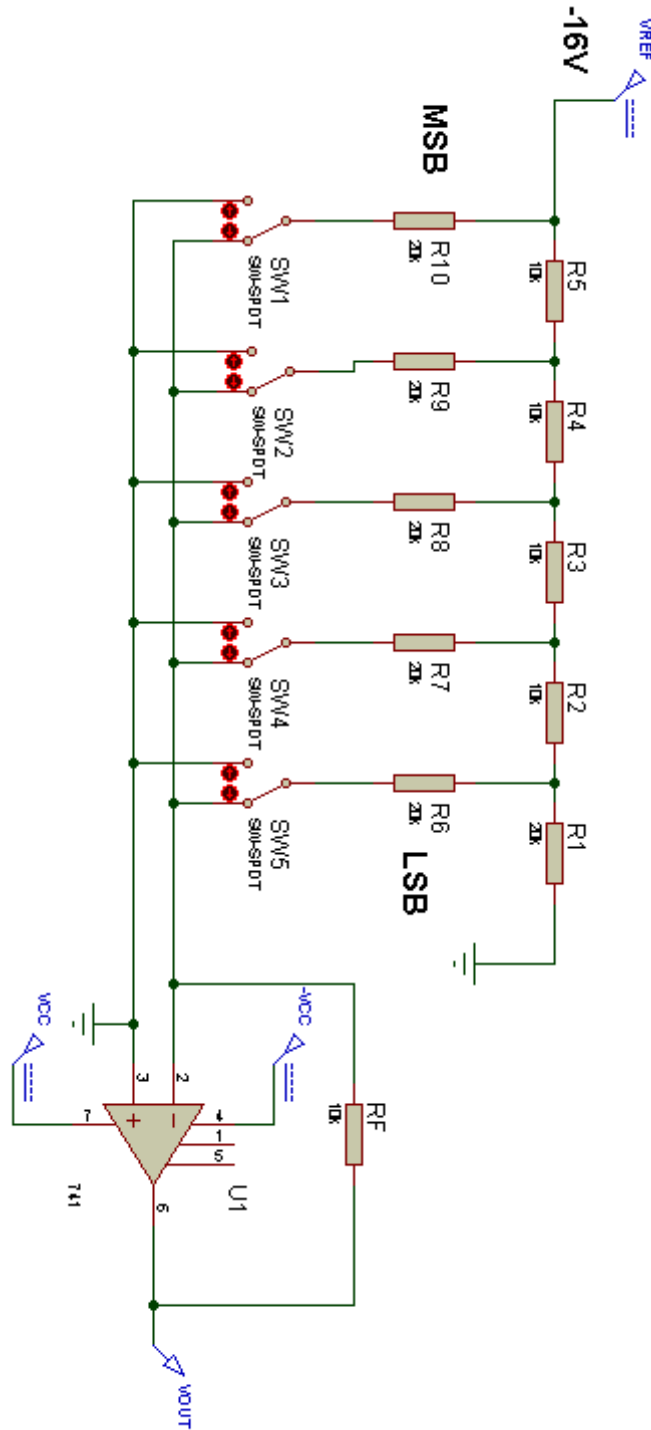 VREF
-16V
MSB
LSB
R5
10k
R4
10k
R3
10k
R2
10k
R1
20k
R10
20k
R9
20k
R8
20k
R7
20k
R6
20k
SW1
SW-SPDT
SW2
SW-SPDT
SW3
SW-SPDT
SW4
SW-SPDT
SW5
SW-SPDT
-VCC
VCC
RF
10k
3
2
7
4
1
5
6
U1
741
VOUT